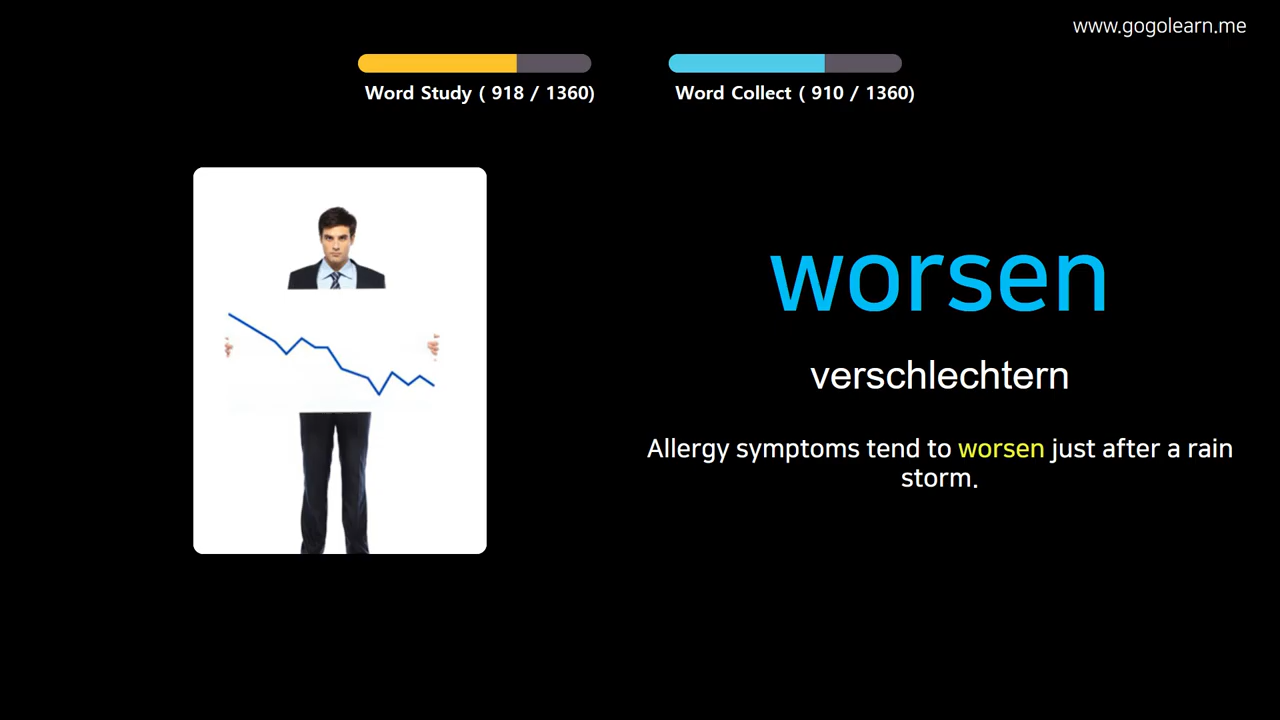 www.gogolearn.me
Word Study ( 918 / 1360)
Word Collect ( 910 / 1360)
worsen
verschlechtern
Allergy symptoms tend to worsen just after a rain
storm.